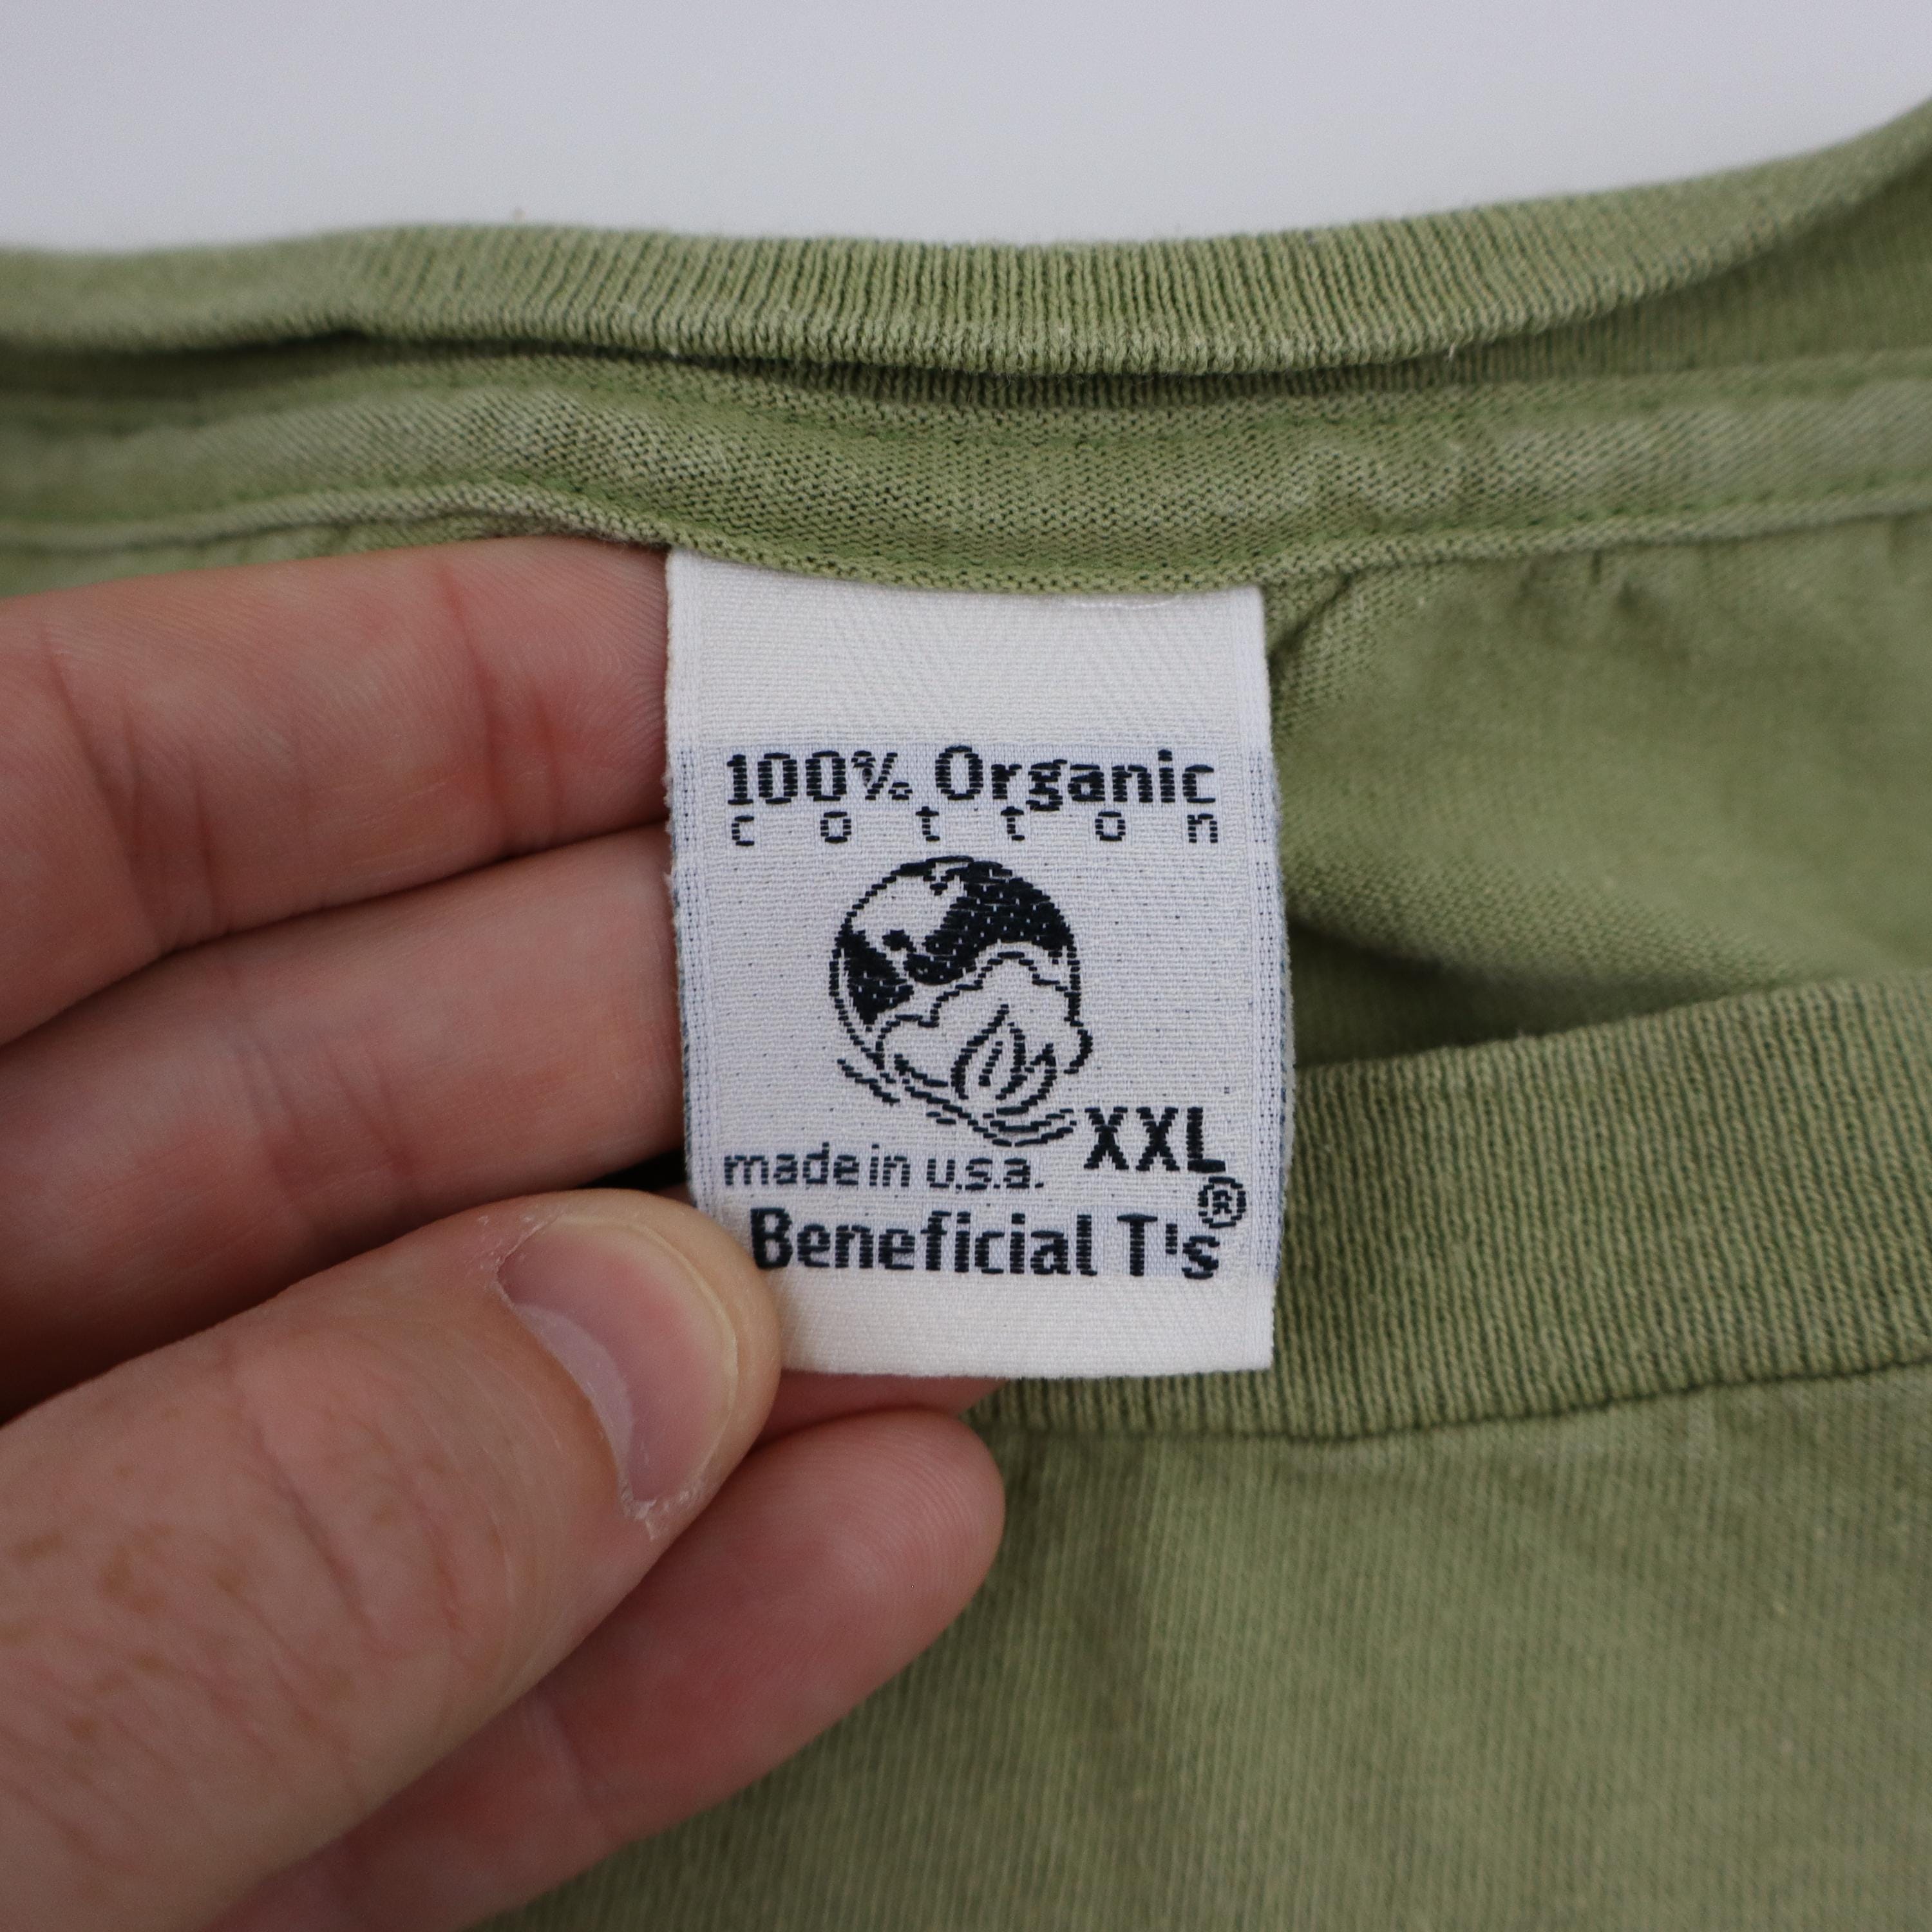 100% Organic
cotton
XXL
made in u.s.a.
Beneficial T's®